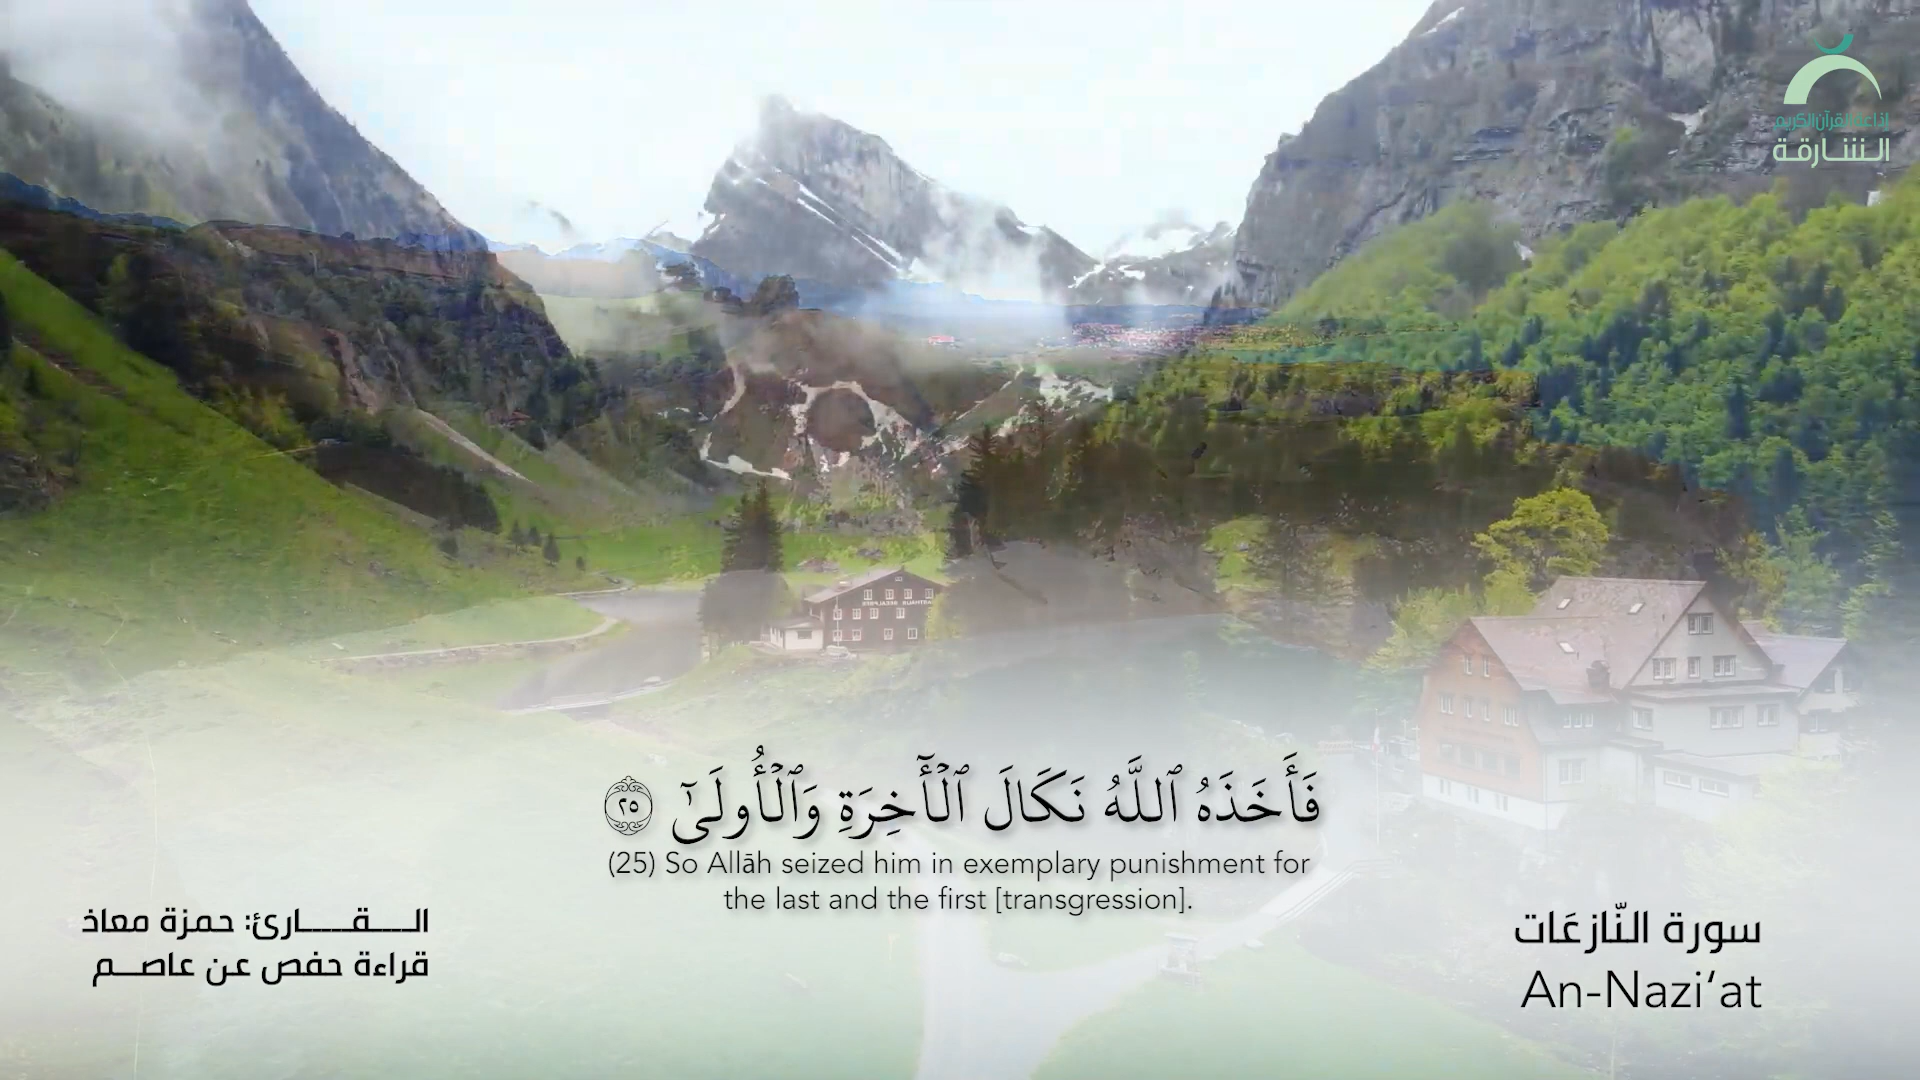 إذاعة القرآن الكريم
الشارقة
فَأَخَذَهُ ٱللَّهُ نَكَالَ ٱلْـَٔاخِرَةِ وَٱلْأُولَىٰٓ ٢٥
(25) So Allāh seized him in exemplary punishment for
the last and the first [transgression].
القارئ: حمزة معاذ
قراءة حفص عن عاصم
سورة النّازعَات
An-Nazi‘at